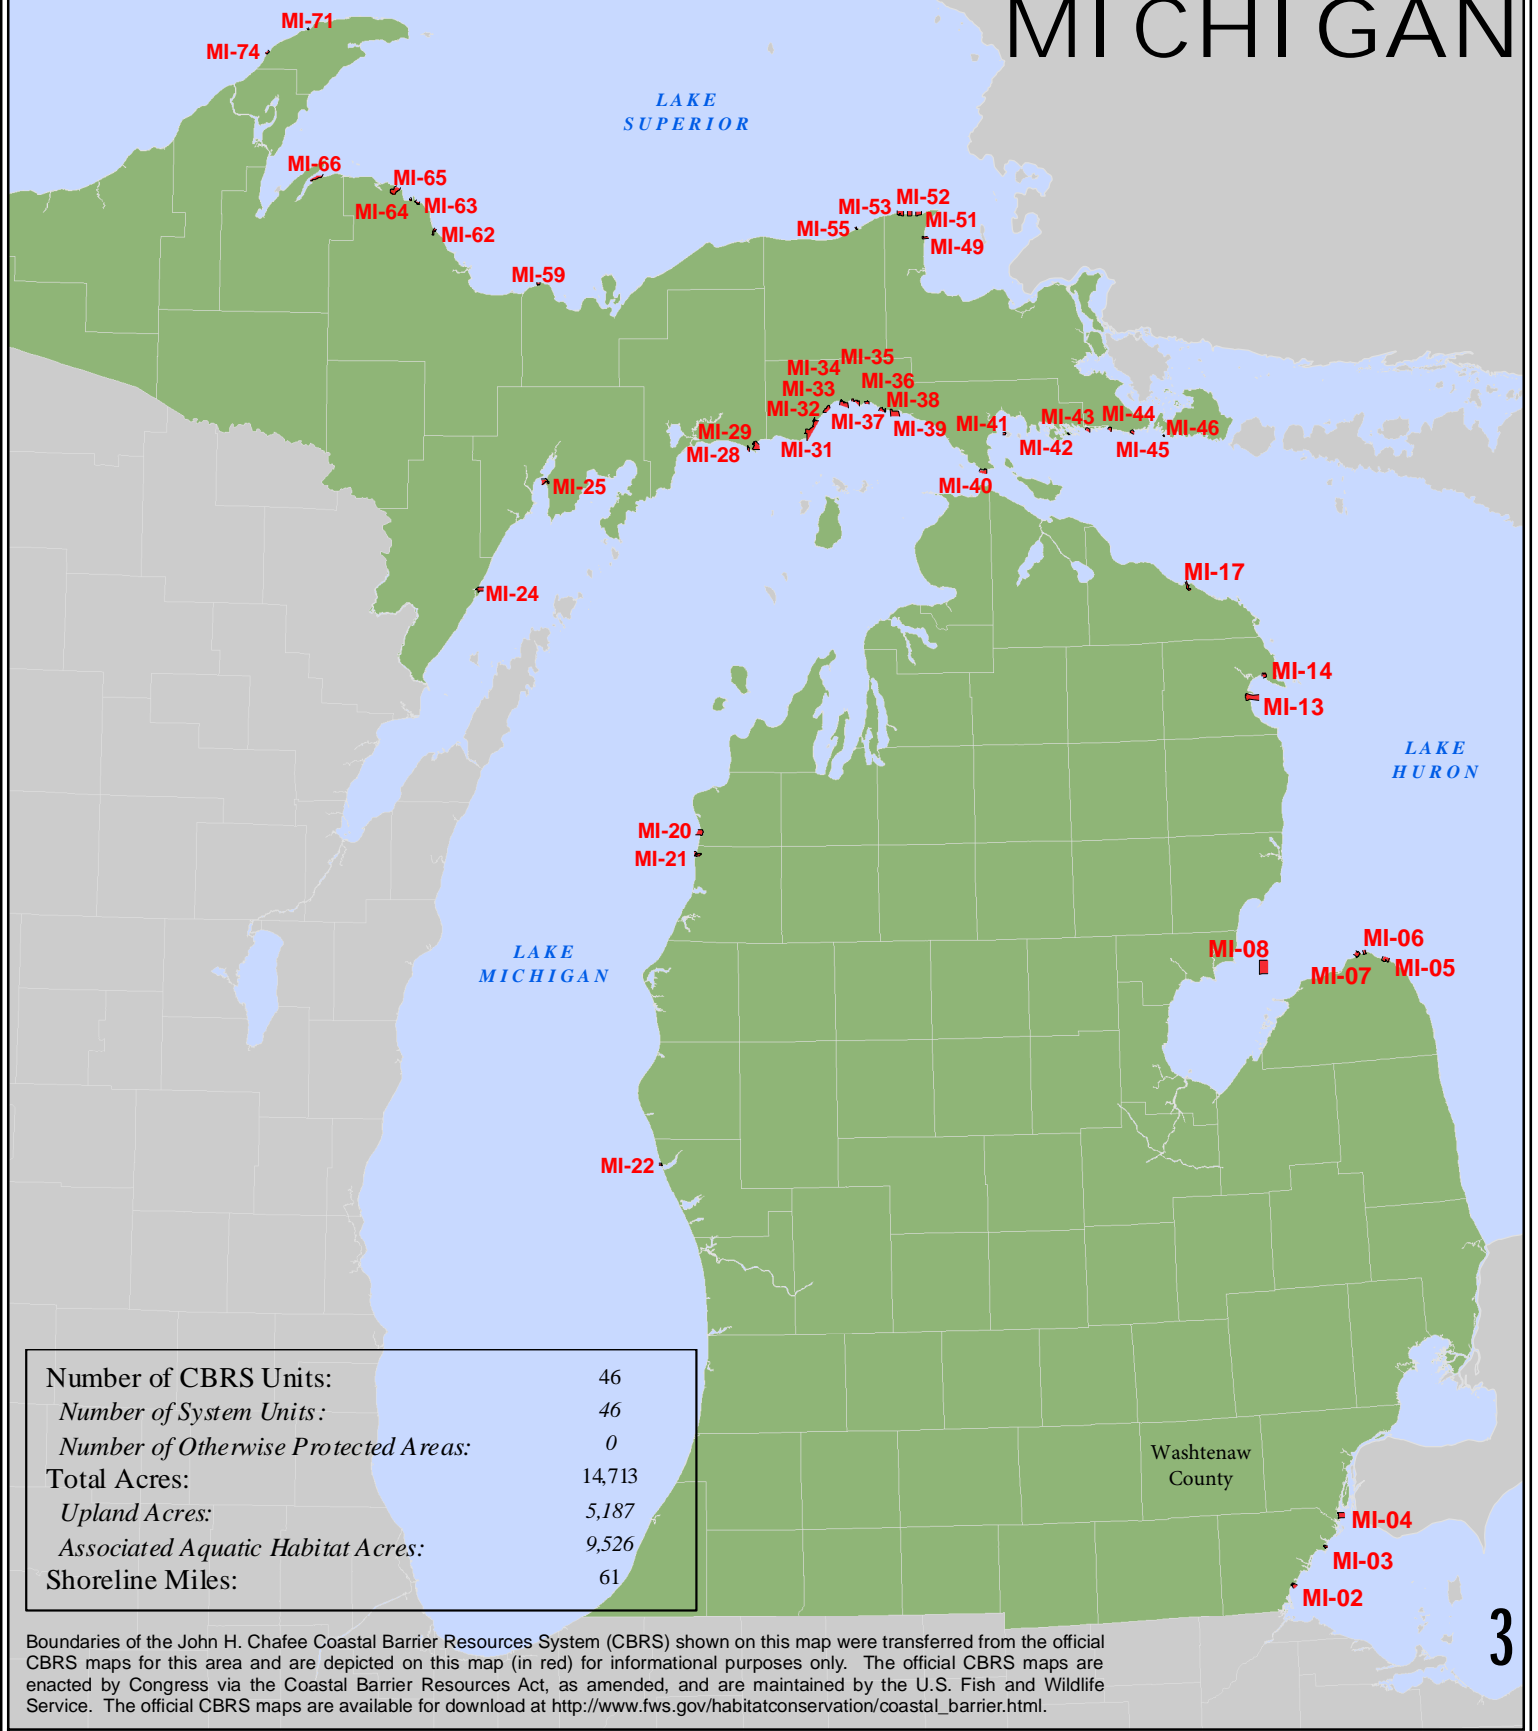 MICHIGAN
MI-71
MI-74
LAKE
SUPERIOR
MI-66
MI-65
MI-64
MI-63
MI-62
MI-59
MI-52
MI-53
MI-51
MI-55
MI-49
MI-35
MI-34
MI-36
MI-33
MI-38
MI-32
MI-37
MI-39
MI-41
MI-43
MI-44
MI-46
MI-42
MI-45
MI-29
MI-28
MI-31
MI-40
MI-25
MI-24
MI-17
MI-14
MI-13
LAKE
HURON
MI-20
MI-21
LAKE
MICHIGAN
MI-08
MI-06
MI-07
MI-05
MI-22
Number of CBRS Units: 46
Number of System Units: 46
Number of Otherwise Protected Areas: 0
Total Acres: 14,713
Upland Acres: 5,187
Associated Aquatic Habitat Acres: 9,526
Shoreline Miles: 61
Washtenaw
County
MI-04
MI-03
MI-02
Boundaries of the John H. Chafee Coastal Barrier Resources System (CBRS) shown on this map were transferred from the official
CBRS maps for this area and are depicted on this map (in red) for informational purposes only. The official CBRS maps are
enacted by Congress via the Coastal Barrier Resources Act, as amended, and are maintained by the U.S. Fish and Wildlife
Service. The official CBRS maps are available for download at http://www.fws.gov/habitatconservation/coastal_barrier.html.
3